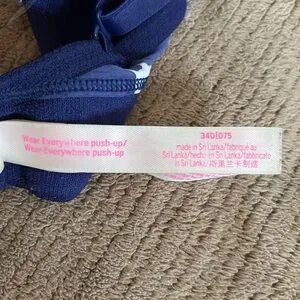 Wear Everywhere push-up/
Wear Everywhere push-up
34D|D75
made in Sri Lanka/fabriqué au
Sri Lanka/hecho en Sri Lanka/fabbricato
in Sri Lanka/斯里兰卡制造